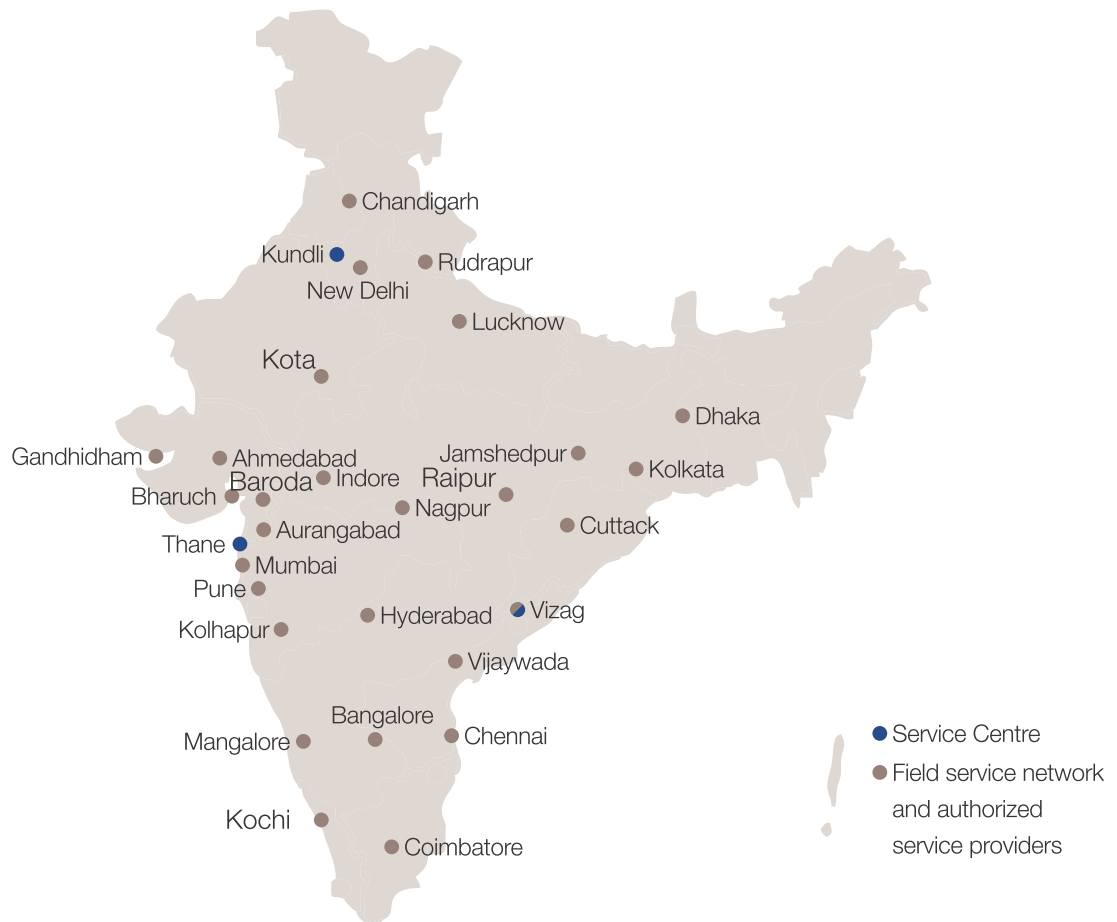 Chandigarh
Kundli
New Delhi
Rudrapur
Lucknow
Kota
Dhaka
Gandhidham
Ahmedabad
Jamshedpur
Kolkata
Indore
Raipur
Baroda
Bharuch
Nagpur
Cuttack
Aurangabad
Thane
Mumbai
Pune
Vizag
Hyderabad
Kolhapur
Vijaywada
Bangalore
Chennai
Mangalore
Kochi
Coimbatore
Service Centre
Field service network
and authorized
service providers